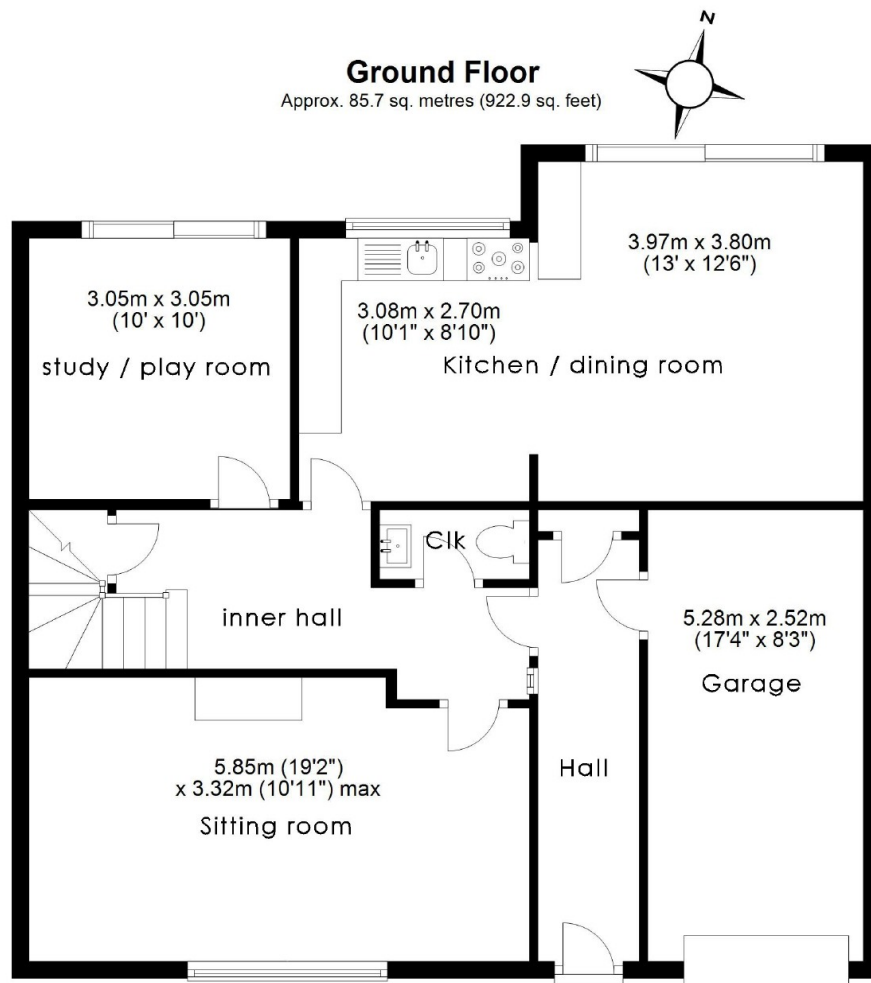 N
Ground Floor
Approx. 85.7 sq. metres (922.9 sq. feet)
3.05m x 3.05m
(10' x 10')
study / play room
3.08m x 2.70m
(10'1" x 8'10")
3.97m x 3.80m
(13' x 12'6")
Kitchen / dining room
Clk
inner hall
5.28m x 2.52m
(17'4" x 8'3")
Garage
Hall
5.85m (19'2")
x 3.32m (10'11") max
Sitting room